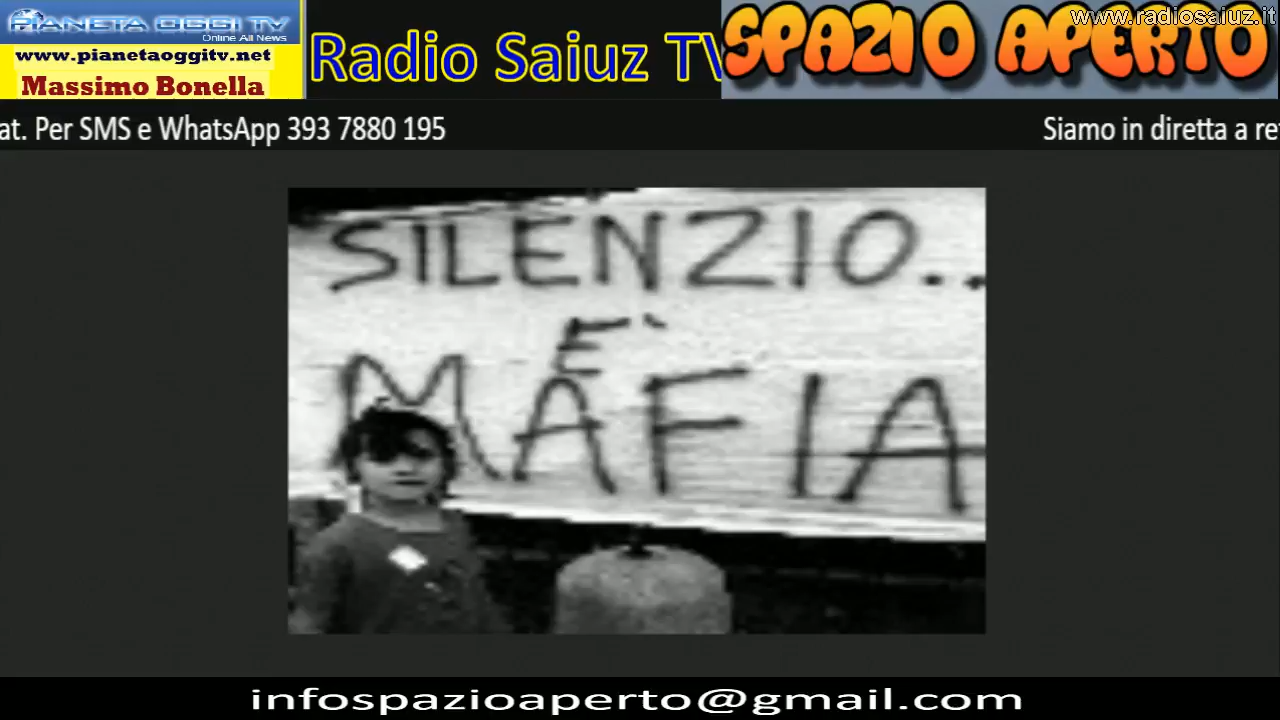 PIANETA OGGI TV
Online All News
www.pianetaoggitv.net
Massimo Bonella
Radio Saiuz TV
SPAZIO APERTO
www.radiosaiuz.it
at. Per SMS e WhatsApp 393 7880 195
Siamo in diretta a re
SILENZIO..
E'
MAFIA
infospazioaperto@gmail.com